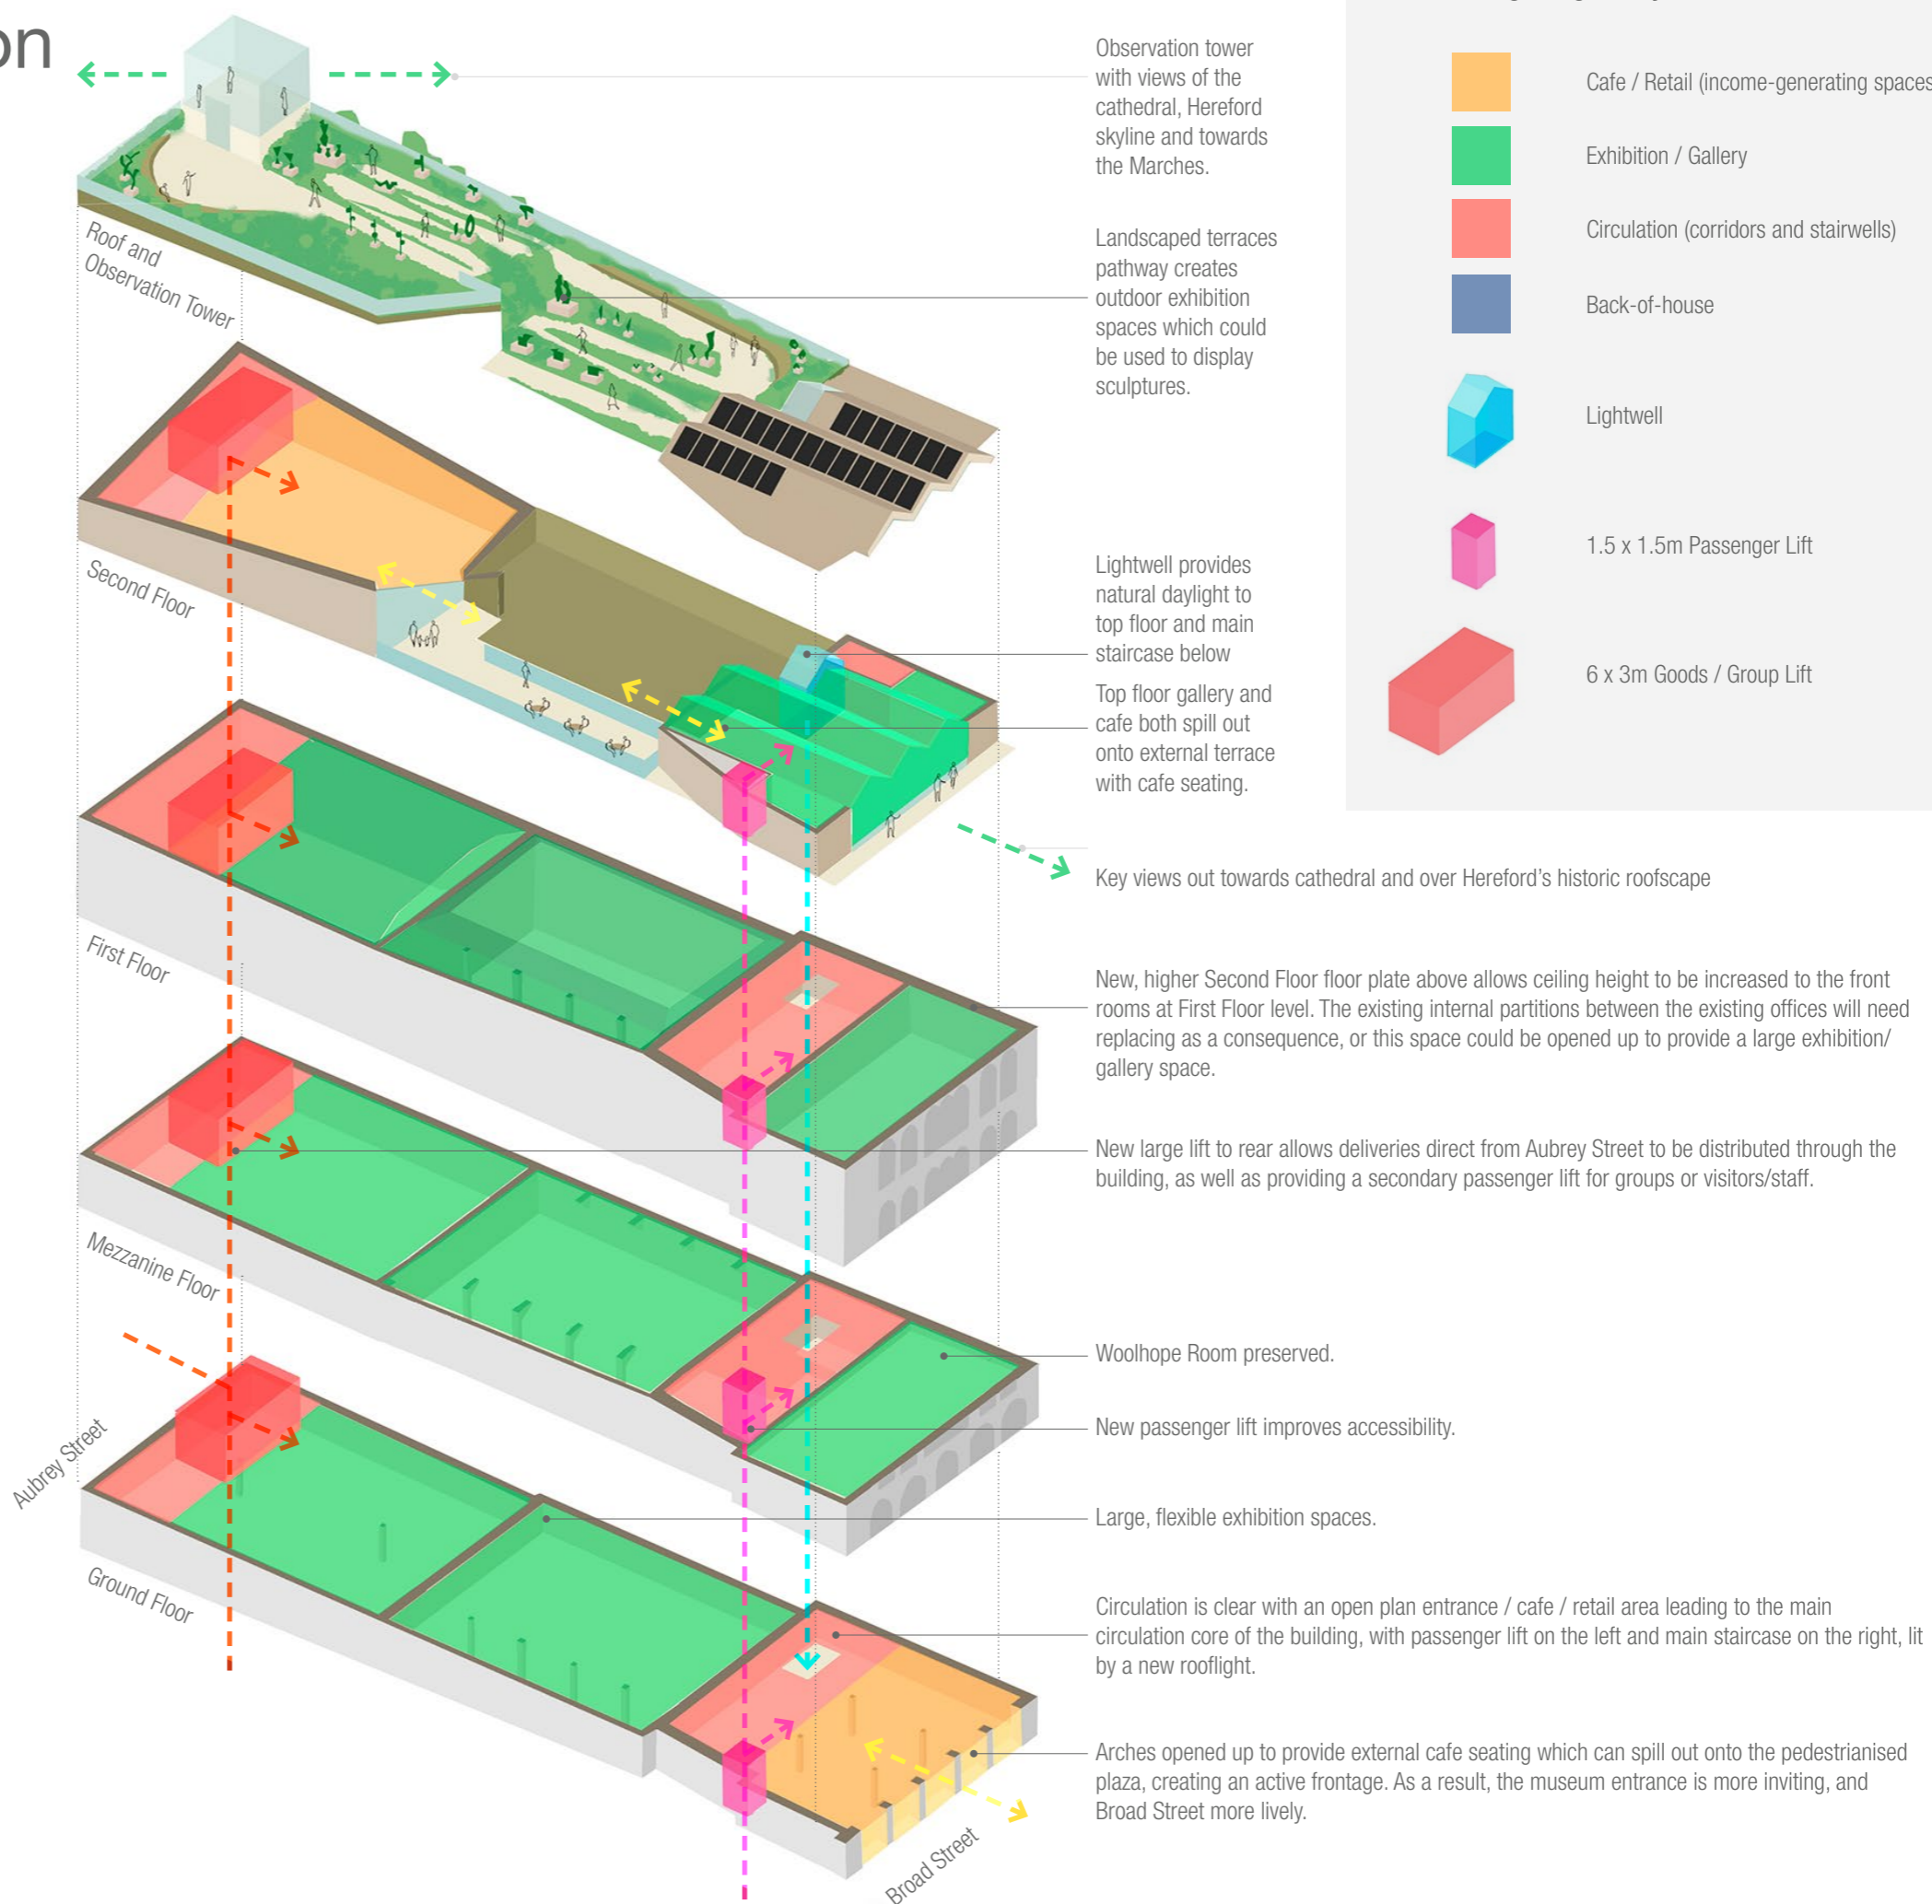 on
Observation tower
with views of the
cathedral, Hereford
skyline and towards
the Marches.
Landscaped terraces
pathway creates
outdoor exhibition
spaces which could
be used to display
sculptures.
Lightwell provides
natural daylight to
top floor and main
staircase below
Top floor gallery and
cafe both spill out
onto external terrace
with cafe seating.
Key views out towards cathedral and over Hereford's historic roofscape
New, higher Second Floor floor plate above allows ceiling height to be increased to the front
rooms at First Floor level. The existing internal partitions between the existing offices will need
replacing as a consequence, or this space could be opened up to provide a large exhibition/
gallery space.
New large lift to rear allows deliveries direct from Aubrey Street to be distributed through the
building, as well as providing a secondary passenger lift for groups or visitors/staff.
Woolhope Room preserved.
New passenger lift improves accessibility.
Large, flexible exhibition spaces.
Circulation is clear with an open plan entrance / cafe / retail area leading to the main
circulation core of the building, with passenger lift on the left and main staircase on the right, lit
by a new rooflight.
Arches opened up to provide external cafe seating which can spill out onto the pedestrianised
plaza, creating an active frontage. As a result, the museum entrance is more inviting, and
Broad Street more lively.
Roof and
Observation Tower
Second Floor
First Floor
Mezzanine Floor
Aubrey Street
Ground Floor
Broad Street
Cafe / Retail (income-generating spaces
Exhibition / Gallery
Circulation (corridors and stairwells)
Back-of-house
Lightwell
1.5 x 1.5m Passenger Lift
6 x 3m Goods / Group Lift